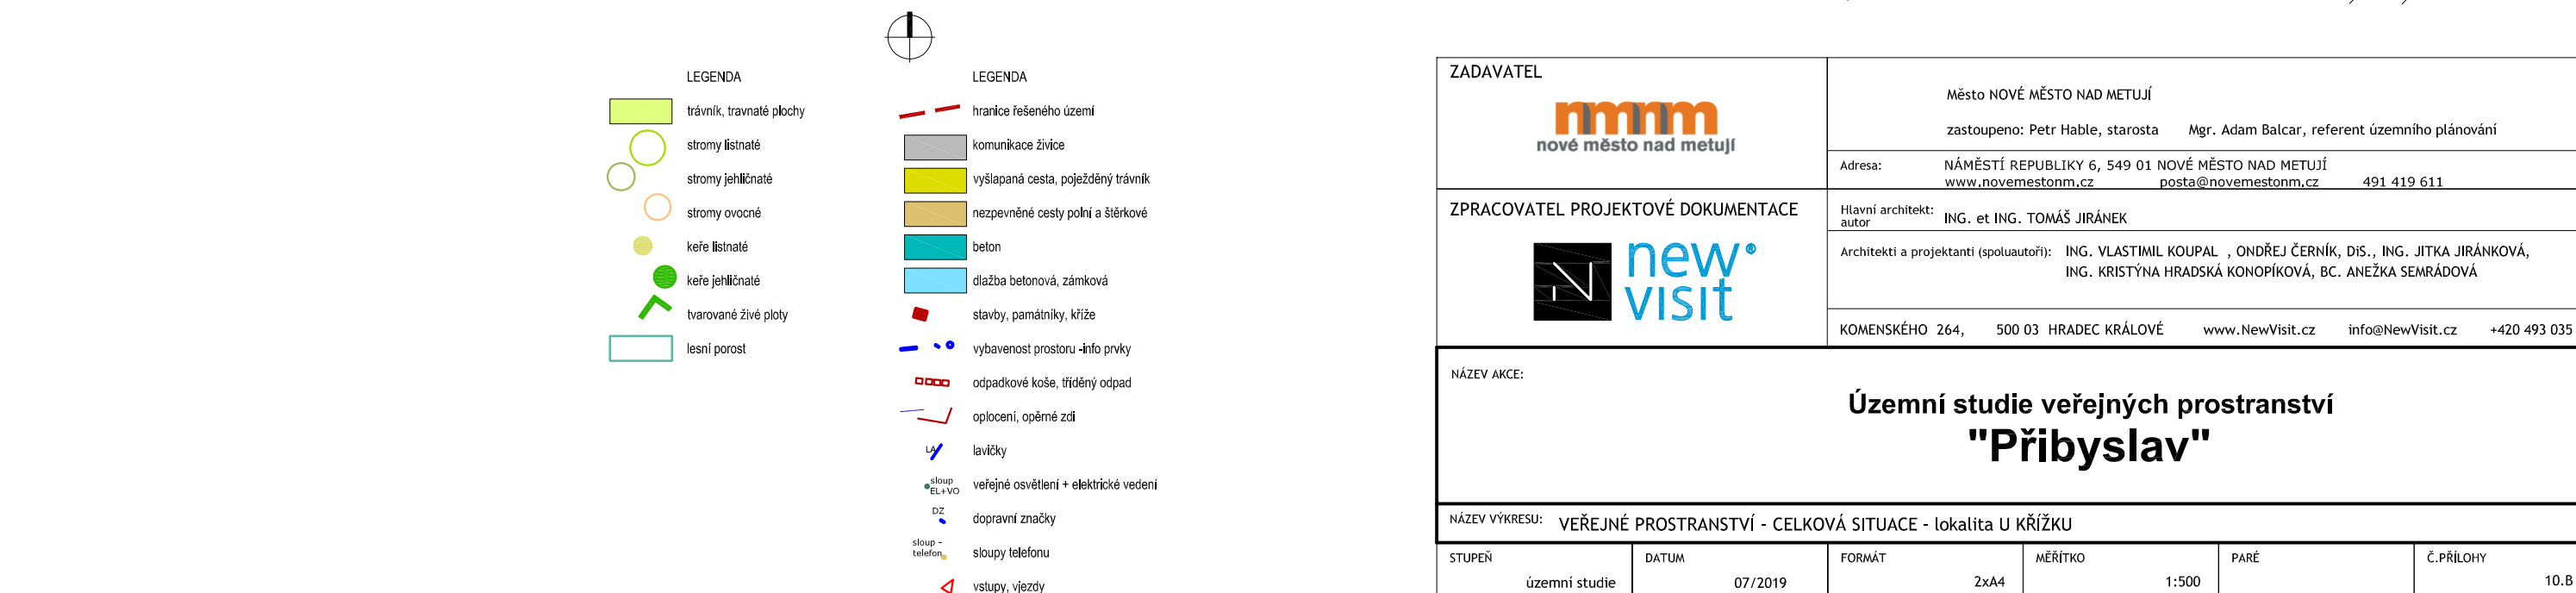 LEGENDA
trávník, travnaté plochy
stromy listnaté
stromy jehličnaté
stromy ovocné
keře listnaté
keře jehličnaté
tvarované živé ploty
lesní porost
LEGENDA
hranice řešeného území
komunikace živice
vyšlapaná cesta, poježděný trávník
nezpevněné cesty polní a štěrkové
beton
dlažba betonová, zámková
stavby, památníky, kříže
vybavenost prostoru -info prvky
odpadkové koše, tříděný odpad
oplocení, opěrné zdi
LA
lavičky
sloup
EL+VO
veřejné osvětlení + elektrické vedení
DZ
dopravní značky
sloup -
telefon
sloupy telefonu
vstupy, vjezdy
ZADAVATEL
nmnm
nové město nad metují
Město NOVÉ MĚSTO NAD METUJÍ
zastoupeno: Petr Hable, starosta Mgr. Adam Balcar, referent územního plánování
Adresa: NÁMĚSTÍ REPUBLIKY 6, 549 01 NOVÉ MĚSTO NAD METUJÍ
www.novemestonm.cz posta@novemestonm.cz 491 419 611
ZPRACOVATEL PROJEKTOVÉ DOKUMENTACE
N
new®
visit
Hlavní architekt:
autor
ING. et ING. TOMÁŠ JIRÁNEK
Architekti a projektanti (spoluautoři): ING. VLASTIMIL KOUPAL , ONDŘEJ ČERNÍK, DiS., ING. JITKA JIRÁNKOVÁ,
ING. KRISTÝNA HRADSKÁ KONOPÍKOVÁ, BC. ANEŽKA SEMRÁDOVÁ
KOMENSKÉHO 264, 500 03 HRADEC KRÁLOVÉ www.NewVisit.cz info@NewVisit.cz +420 493 035
NÁZEV AKCE:
Územní studie veřejných prostranství
"Přibyslav"
NÁZEV VÝKRESU: VEŘEJNÉ PROSTRANSTVÍ - CELKOVÁ SITUACE - lokalita U KŘÍŽKU
STUPEŇ
územní studie
DATUM
07/2019
FORMÁT
2xA4
MĚŘÍTKO
1:500
PARÉ
Č.PŘÍLOHY
10.B